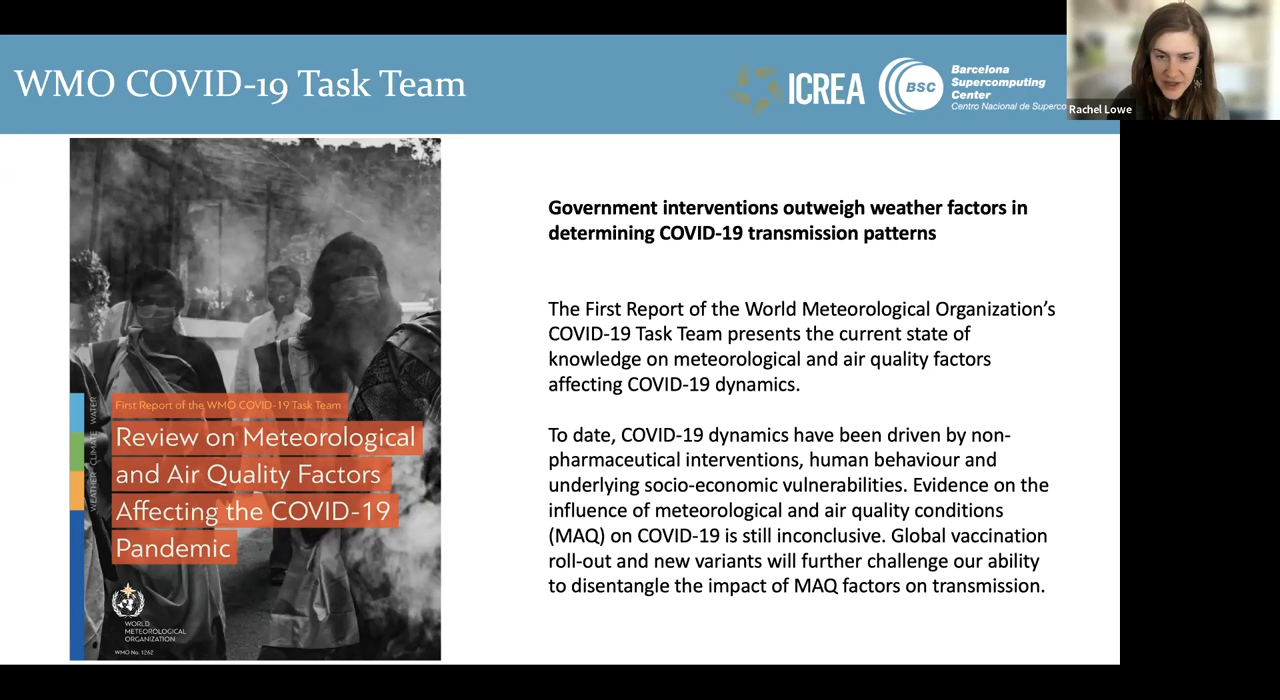 WMO COVID-19 Task Team
ICREA
BSC
Barcelona
Supercomputing
Center
Centro Nacional de Superco
Rachel Lowe
Government interventions outweigh weather factors in
determining COVID-19 transmission patterns
The First Report of the World Meteorological Organization’s
COVID-19 Task Team presents the current state of
knowledge on meteorological and air quality factors
affecting COVID-19 dynamics.
To date, COVID-19 dynamics have been driven by non-
pharmaceutical interventions, human behaviour and
underlying socio-economic vulnerabilities. Evidence on the
influence of meteorological and air quality conditions
(MAQ) on COVID-19 is still inconclusive. Global vaccination
roll-out and new variants will further challenge our ability
to disentangle the impact of MAQ factors on transmission.
WEATHER CLIMATE WATER
First Report of the WMO COVID-19 Task Team
Review on Meteorological
and Air Quality Factors
Affecting the COVID-19
Pandemic
WORLD
METEOROLOGICAL
ORGANIZATION
WMO No. 1262